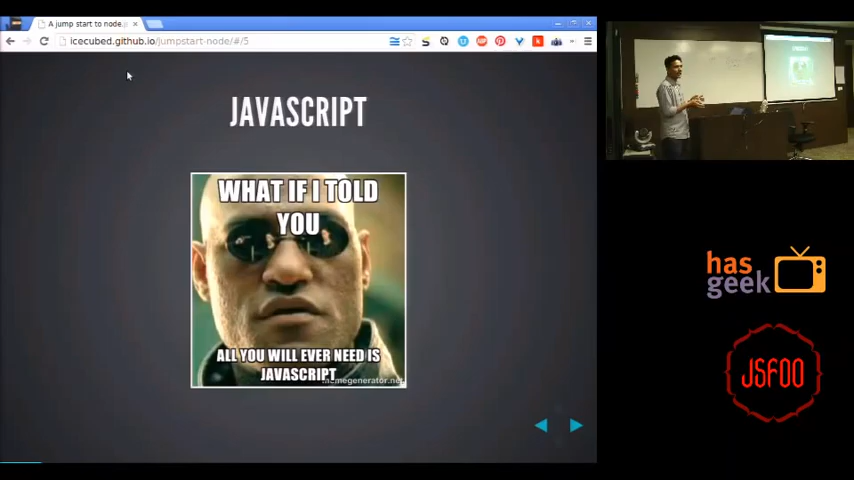 A jump start to node.
icecubed.github.io/jumpstart-node/#/5
JAVASCRIPT
WHAT IF I TOLD
YOU
ALL YOU WILL EVER NEED IS
JAVASCRIPT
memegenerator.net
has
geek
JSFOO